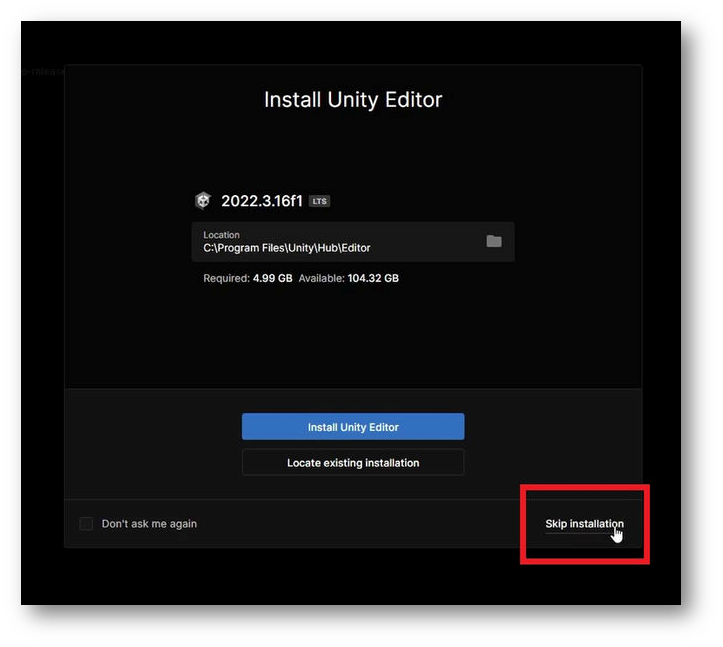 Install Unity Editor
2022.3.16f1 LTS
Location
C:\Program Files\Unity\Hub\Editor
Required: 4.99 GB Available: 104.32 GB
Install Unity Editor
Locate existing installation
Don't ask me again
Skip installation